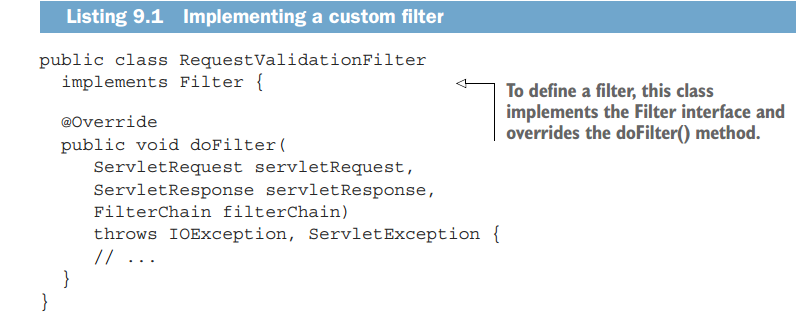 Listing 9.1 Implementing a custom filter
public class RequestValidationFilter
implements Filter {
@Override
public void doFilter(
ServletRequest servletRequest,
ServletResponse servletResponse,
FilterChain filterChain)
throws IOException, ServletException {
// ...
}
}
To define a filter, this class
implements the Filter interface and
overrides the doFilter() method.